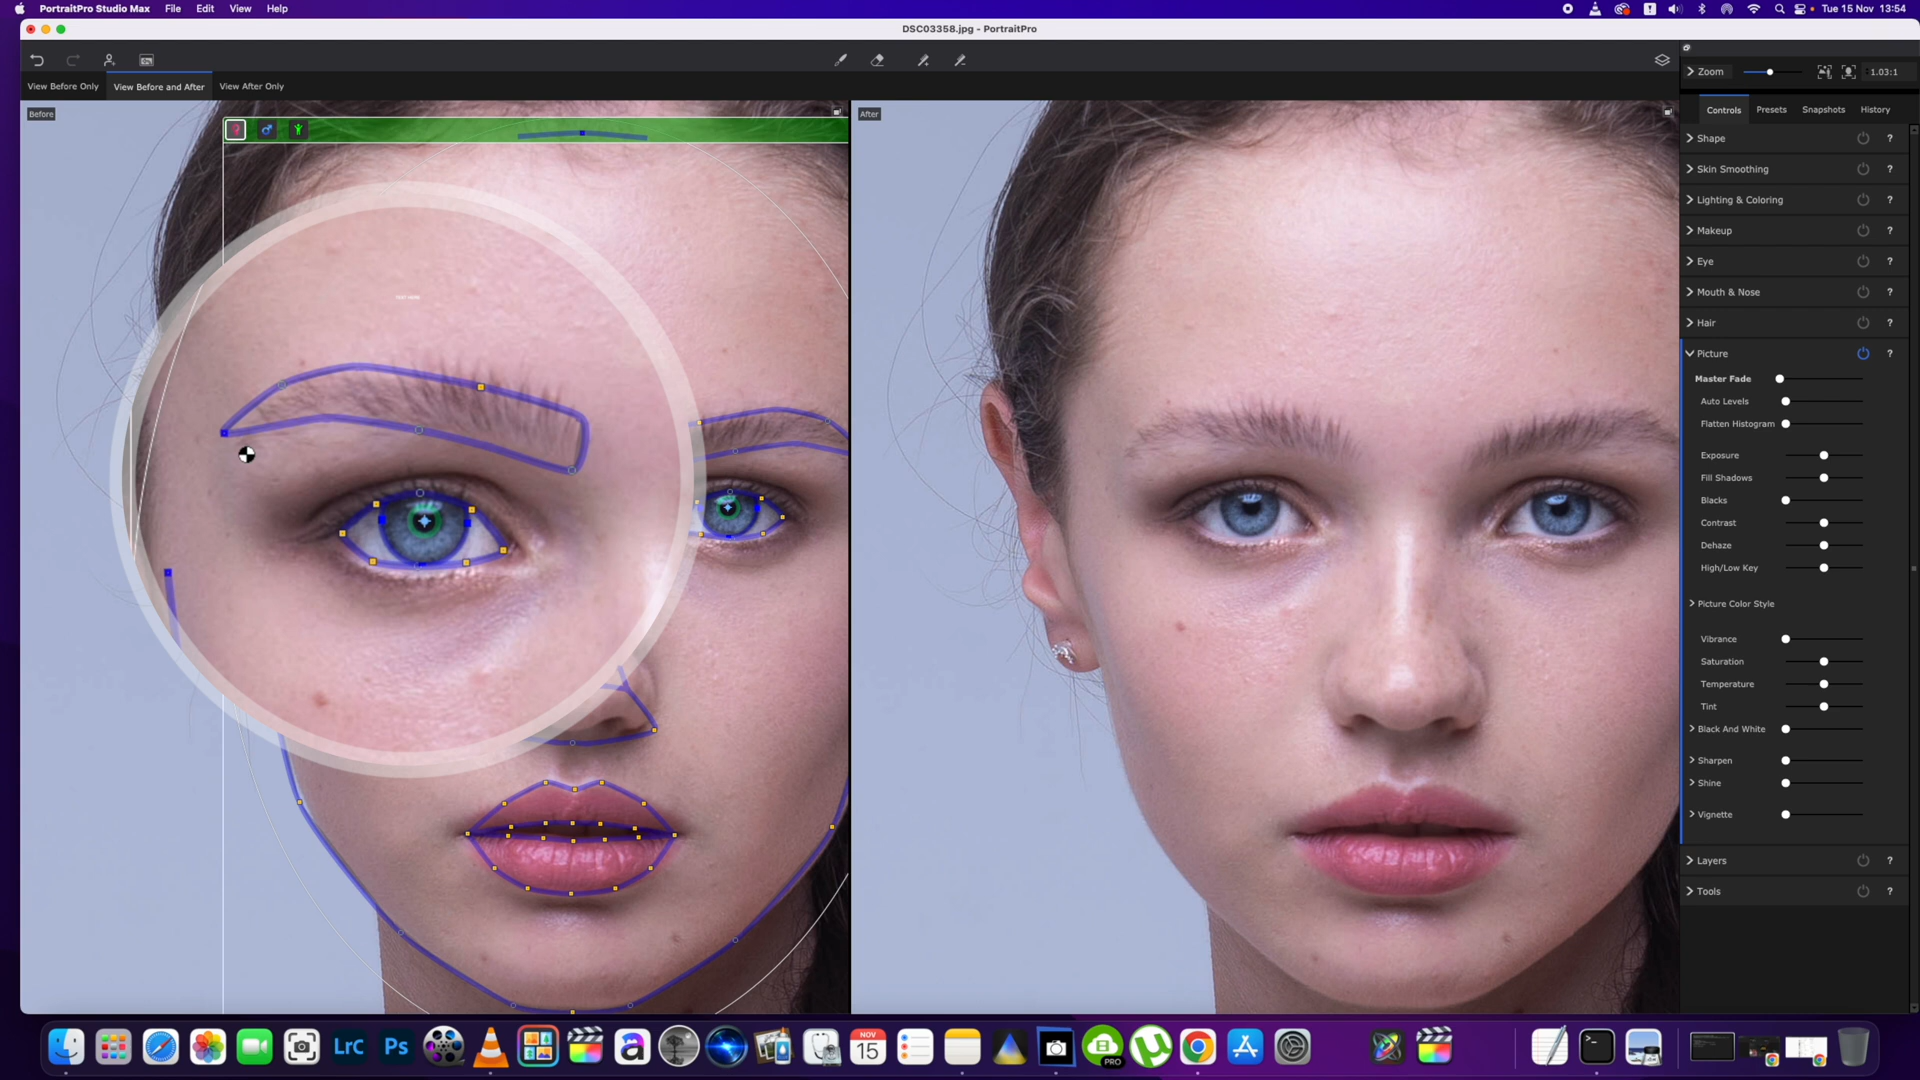 PortraitPro Studio Max File Edit View Help
Tue 15 Nov 13:54
DSC03358.jpg - PortraitPro
View Before Only View Before and After View After Only
Before
After
Zoom 1.03:1
Controls Presets Snapshots History
Shape ?
Skin Smoothing ?
Lighting & Coloring ?
Makeup ?
Eye ?
Mouth & Nose ?
Hair ?
Picture ?
Master Fade
Auto Levels
Flatten Histogram
Exposure
Fill Shadows
Blacks
Contrast
Dehaze
High/Low Key
Picture Color Style
Vibrance
Saturation
Temperature
Tint
Black And White
Sharpen
Shine
Vignette
Layers ?
Tools ?
LrC Ps
NOV
15
PRO